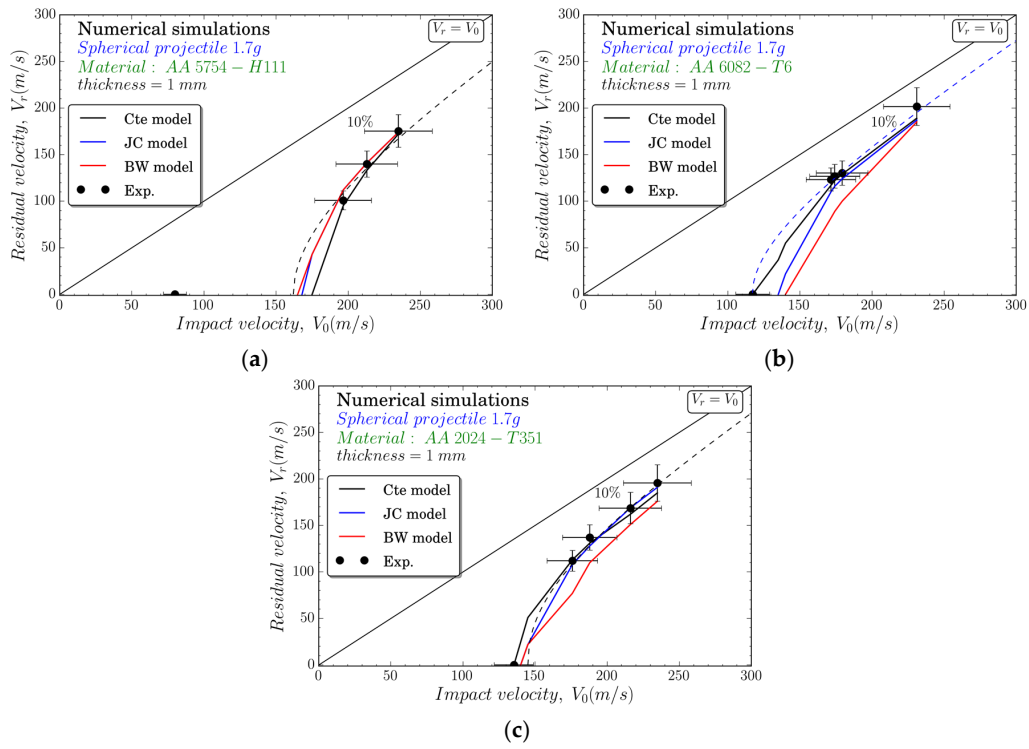 Numerical simulations
Spherical projectile 1.7g
Material : AA 5754 − H111
thickness = 1 mm
V_r = V_0
Cte model
JC model
BW model
Exp.
10%
Residual velocity, V_r(m/s)
300
250
200
150
100
50
0
0 50 100 150 200 250 300
Impact velocity, V_0(m/s)
(a)
Numerical simulations
Spherical projectile 1.7g
Material : AA 6082 − T6
thickness = 1 mm
V_r = V_0
Cte model
JC model
BW model
Exp.
10%
Residual velocity, V_r(m/s)
300
250
200
150
100
50
0
0 50 100 150 200 250 300
Impact velocity, V_0(m/s)
(b)
Numerical simulations
Spherical projectile 1.7g
Material : AA 2024 − T351
thickness = 1 mm
V_r = V_0
Cte model
JC model
BW model
Exp.
10%
Residual velocity, V_r(m/s)
300
250
200
150
100
50
0
0 50 100 150 200 250 300
Impact velocity, V_0(m/s)
(c)